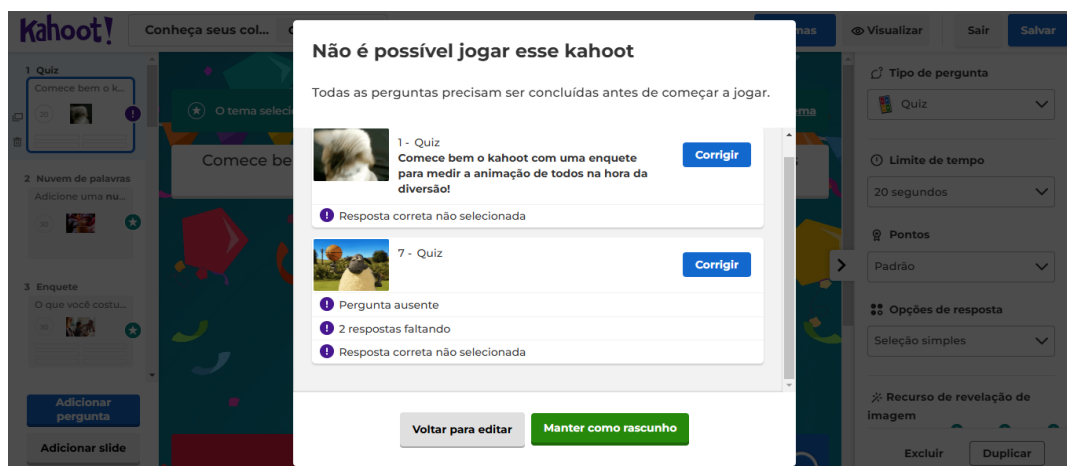 Kahoot!
Conheça seus col...
mas
Visualizar
Sair
Salvar
1 Quiz
Comece bem o k...
20
2 Nuvem de palavras
Adicione uma nu...
3 Enquete
O que você costu...
Adicionar
pergunta
Adicionar slide
O tema seleci
ma
Comece be
Não é possível jogar esse kahoot
Todas as perguntas precisam ser concluídas antes de começar a jogar.
1 - Quiz
Comece bem o kahoot com uma enquete
para medir a animação de todos na hora da
diversão!
Corrigir
Resposta correta não selecionada
7 - Quiz
Corrigir
Pergunta ausente
2 respostas faltando
Resposta correta não selecionada
Voltar para editar
Manter como rascunho
Tipo de pergunta
Quiz
Limite de tempo
20 segundos
Pontos
Padrão
Opções de resposta
Seleção simples
Recurso de revelação de
imagem
Excluir
Duplicar